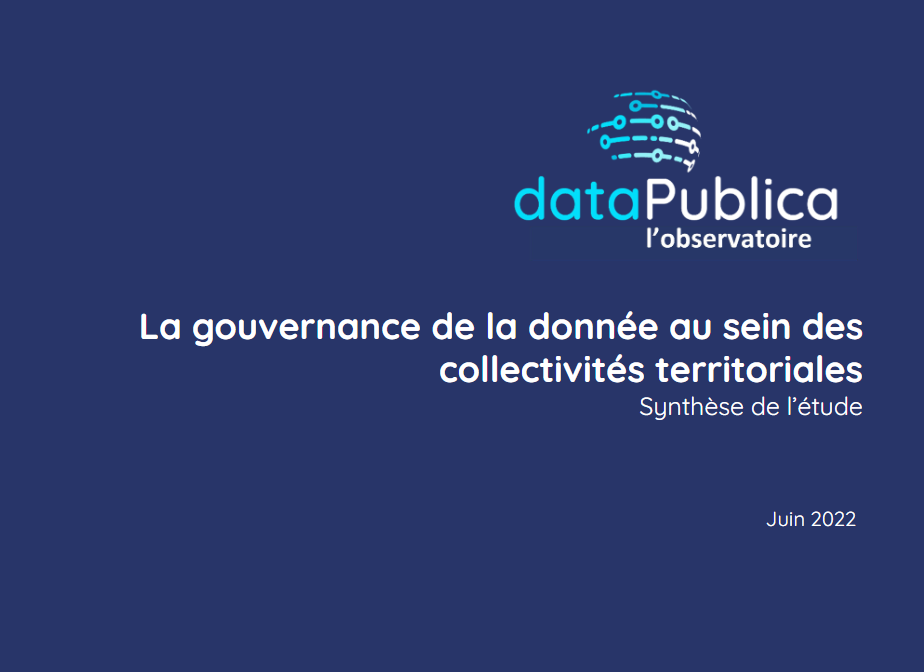 dataPublica
l’observatoire
La gouvernance de la donnée au sein des
collectivités territoriales
Synthèse de l’étude
Juin 2022